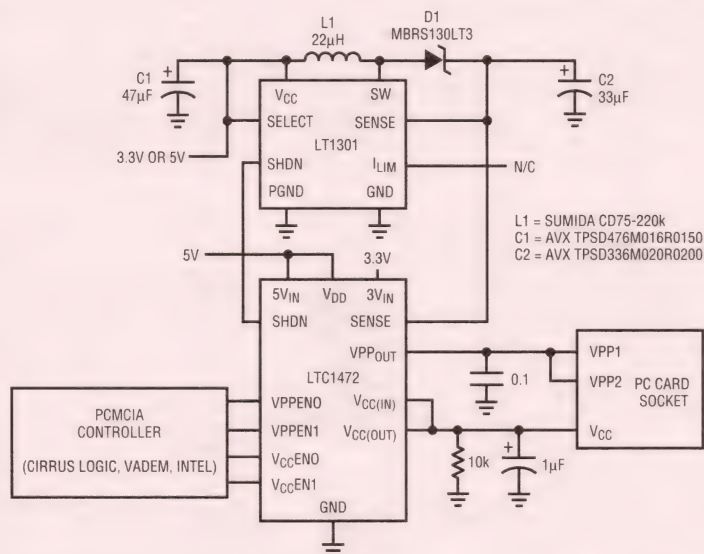 L1
22μH
D1
MBRS130LT3
C1
47μF
+
VCC
SW
SELECT
SENSE
LT1301
SHDN
ILIM
PGND
GND
+
C2
33μF
3.3V OR 5V
N/C
L1 = SUMIDA CD75-220k
C1 = AVX TPSD476M016R0150
C2 = AVX TPSD336M020R0200
5V
3.3V
5VIN
VDD
3VIN
SHDN
SENSE
VPPOUT
LTC1472
VPPEN0
VCC(IN)
VPPEN1
VCC(OUT)
VCCEN0
VCCEN1
GND
PCMCIA
CONTROLLER
(CIRRUS LOGIC, VADEM, INTEL)
0.1
10k
+
1μF
VPP1
VPP2
PC CARD
SOCKET
VCC